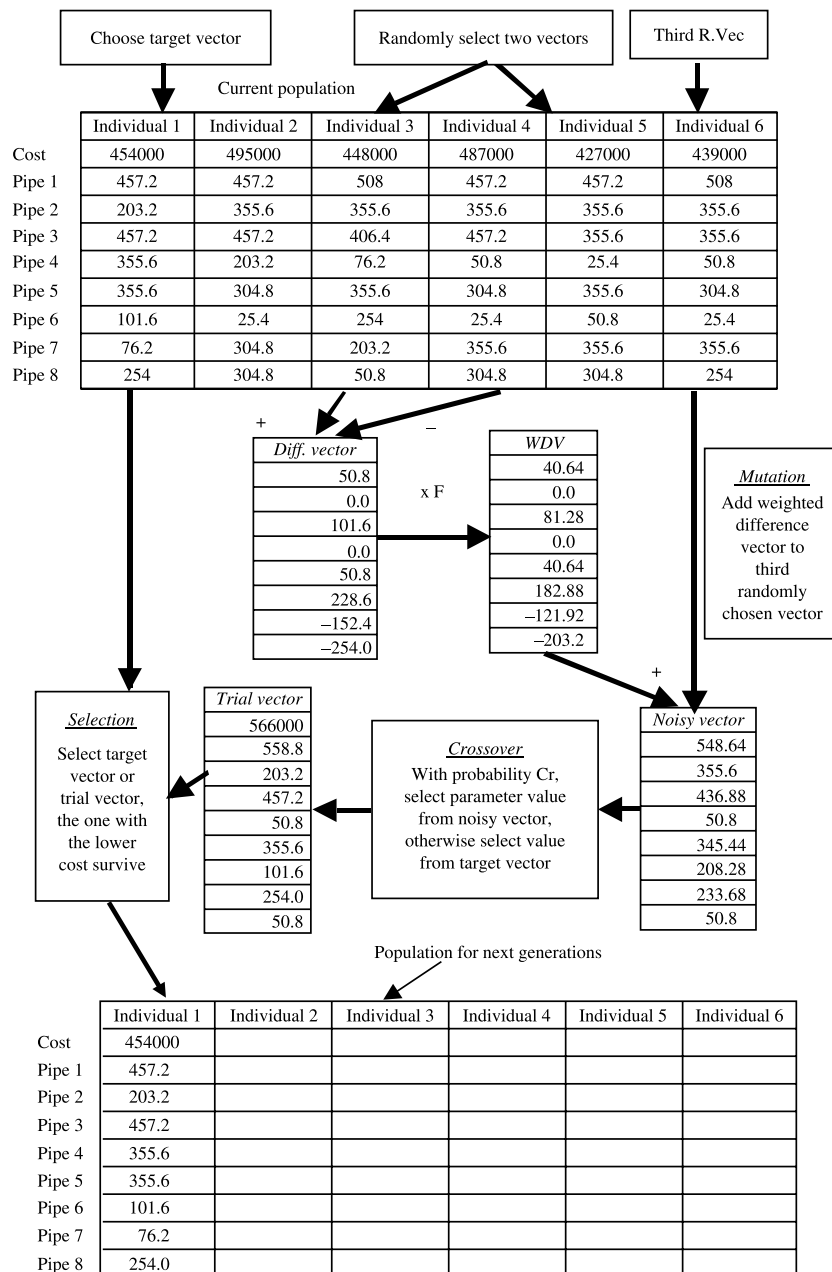 Choose target vector
Randomly select two vectors
Third R.Vec
Current population
Individual 1 Individual 2 Individual 3 Individual 4 Individual 5 Individual 6
Cost 454000 495000 448000 487000 427000 439000
Pipe 1 457.2 457.2 508 457.2 457.2 508
Pipe 2 203.2 355.6 355.6 355.6 355.6 355.6
Pipe 3 457.2 457.2 406.4 457.2 355.6 355.6
Pipe 4 355.6 203.2 76.2 50.8 25.4 50.8
Pipe 5 355.6 304.8 355.6 304.8 355.6 304.8
Pipe 6 101.6 25.4 254 25.4 50.8 25.4
Pipe 7 76.2 304.8 203.2 355.6 355.6 355.6
Pipe 8 254 304.8 50.8 304.8 304.8 254
+
–
Diff. vector
50.8
0.0
101.6
0.0
50.8
228.6
–152.4
–254.0
x F
WDV
40.64
0.0
81.28
0.0
40.64
182.88
–121.92
–203.2
Mutation
Add weighted
difference
vector to
third
randomly
chosen vector
+
Selection
Select target
vector or
trial vector,
the one with
the lower
cost survive
Trial vector
566000
558.8
203.2
457.2
50.8
355.6
101.6
254.0
50.8
Crossover
With probability Cr,
select parameter value
from noisy vector,
otherwise select value
from target vector
Noisy vector
548.64
355.6
436.88
50.8
345.44
208.28
233.68
50.8
Population for next generations
Individual 1 Individual 2 Individual 3 Individual 4 Individual 5 Individual 6
Cost 454000
Pipe 1 457.2
Pipe 2 203.2
Pipe 3 457.2
Pipe 4 355.6
Pipe 5 355.6
Pipe 6 101.6
Pipe 7 76.2
Pipe 8 254.0